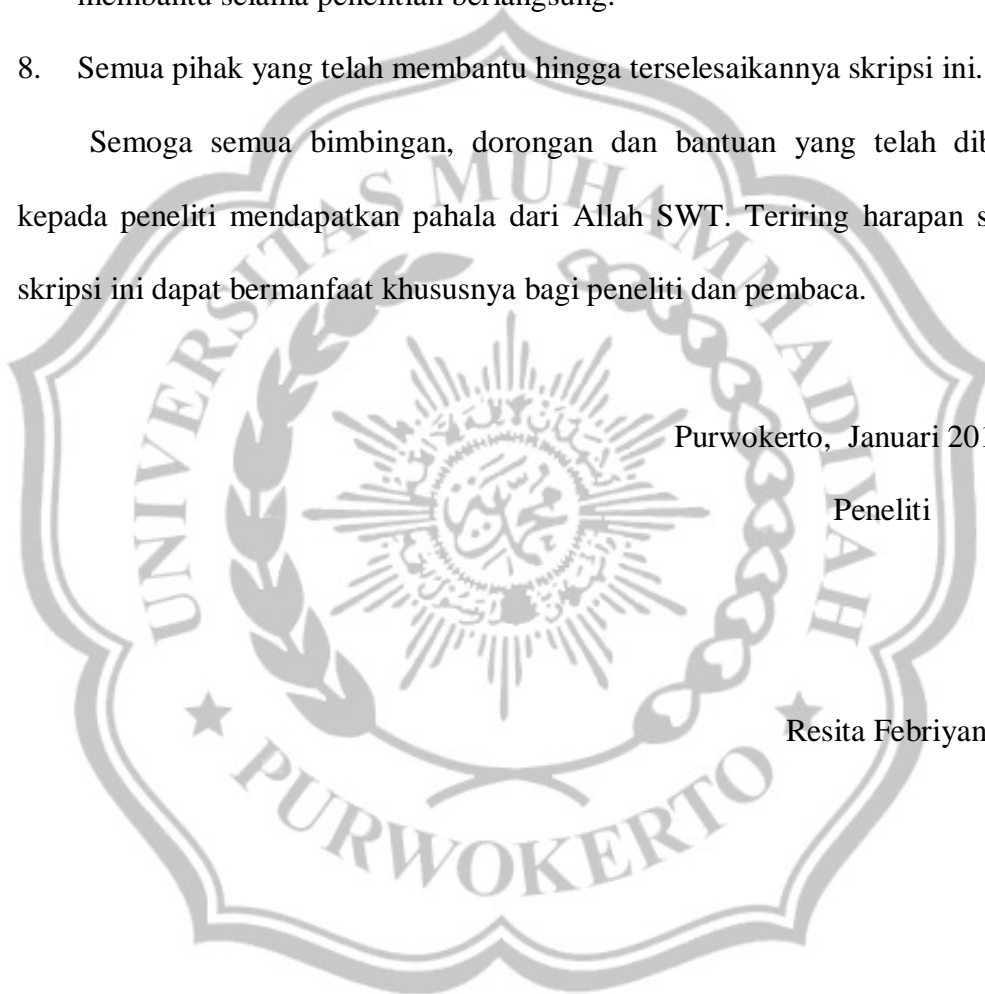 membantu selama penelitian berlangsung.
8. Semua pihak yang telah membantu hingga terselesaikannya skripsi ini.
Semoga semua bimbingan, dorongan dan bantuan yang telah dib
kepada peneliti mendapatkan pahala dari Allah SWT. Teriring harapan s
skripsi ini dapat bermanfaat khususnya bagi peneliti dan pembaca.
Purwokerto, Januari 201
Peneliti
Resita Febriyan
UNIVERSITAS MUHAMMADIYAH
PURWOKERTO